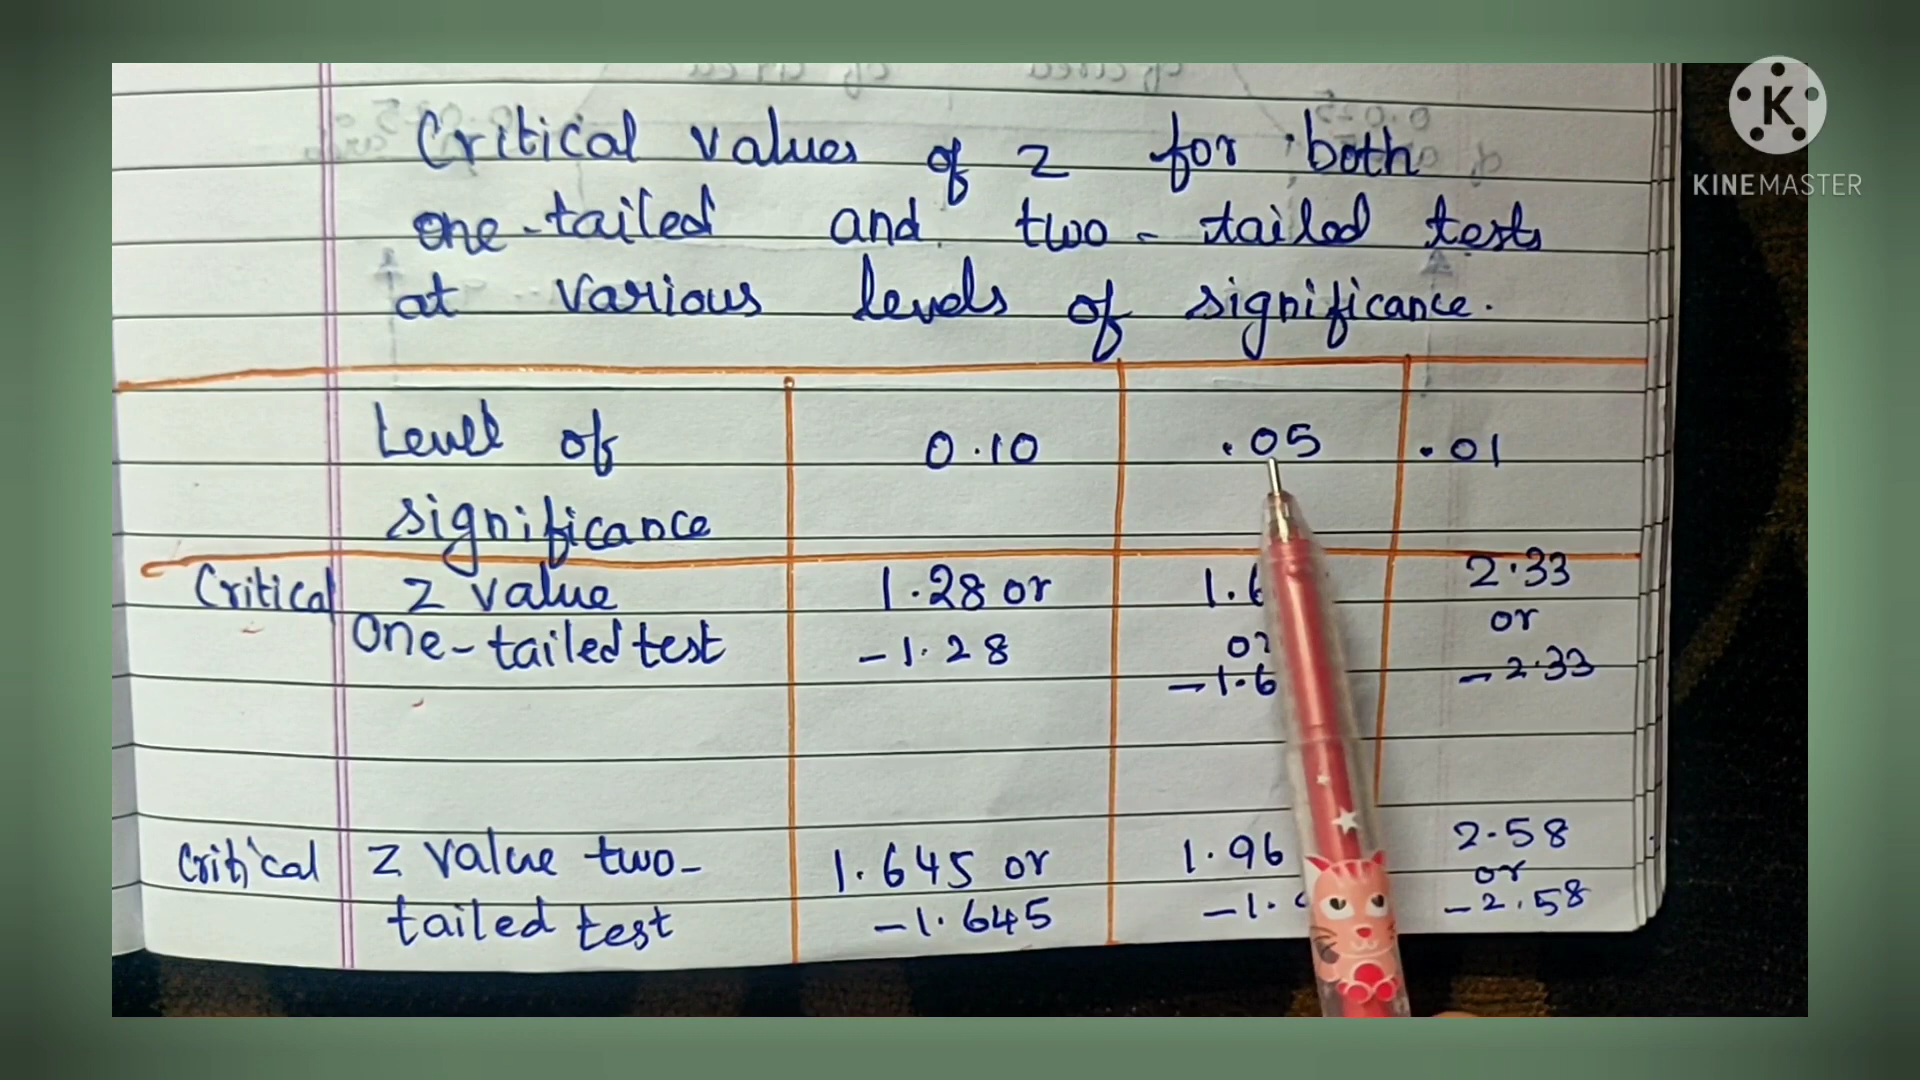 Critical values of z for both
one-tailed and two-tailed tests
at various levels of significance.
Level of significance 0.10 .05 .01
Critical z value One-tailed test
1.28 or -1.28
2.33 or -2.33
Critical z value two-tailed test
1.645 or -1.645
1.96
2.58 or -2.58
K
KINEMASTER